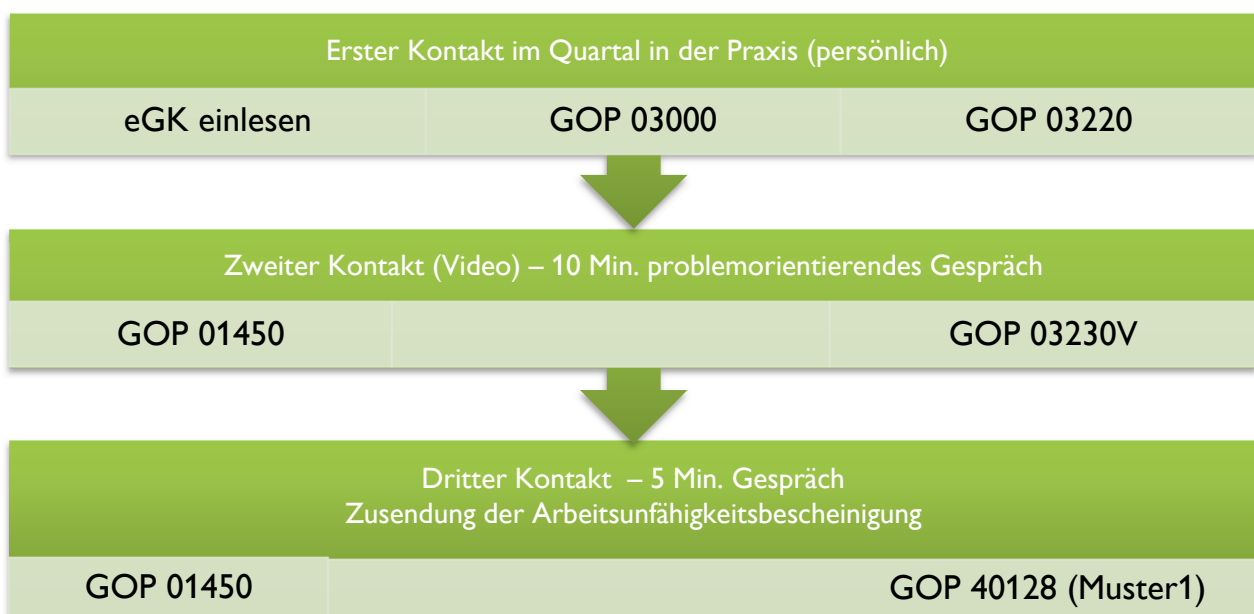 Erster Kontakt im Quartal in der Praxis (persönlich)
eGK einlesen GOP 03000 GOP 03220
Zweiter Kontakt (Video) – 10 Min. problemorientierendes Gespräch
GOP 01450 GOP 03230V
Dritter Kontakt – 5 Min. Gespräch
Zusendung der Arbeitsunfähigkeitsbescheinigung
GOP 01450 GOP 40128 (Muster1)